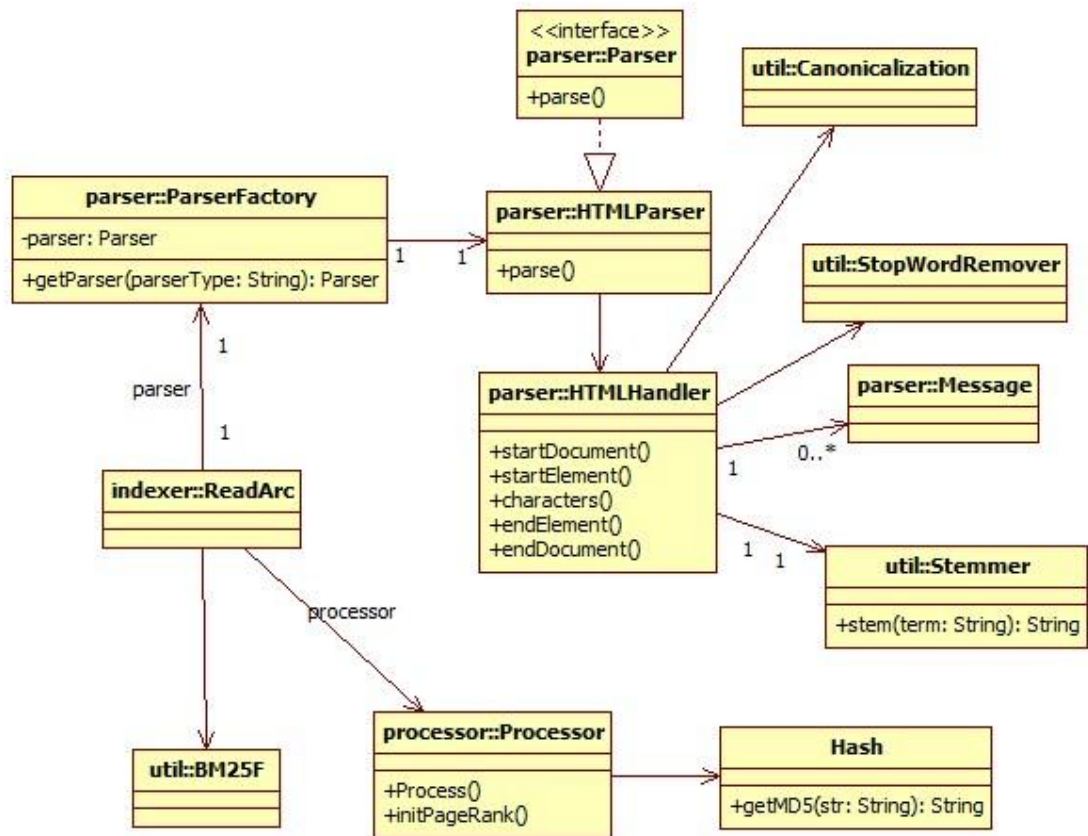 <<interface>>
parser::Parser
+parse()
util::Canonicalization
parser::ParserFactory
-parser: Parser
+getParser(parserType: String): Parser
1
1
parser::HTMLParser
+parse()
util::StopWordRemover
1
parser
1
parser::HTMLHandler
+startDocument()
+startElement()
+characters()
+endElement()
+endDocument()
parser::Message
1
0..*
indexer::ReadArc
1
1
util::Stemmer
+stem(term: String): String
processor
processor::Processor
+Process()
+initPageRank()
Hash
+getMD5(str: String): String
util::BM25F